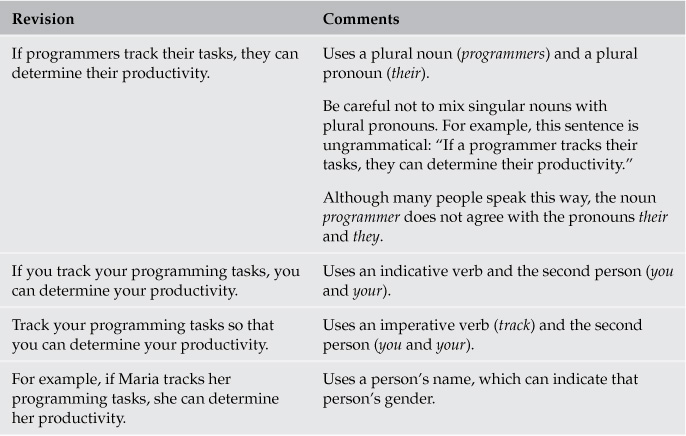 Revision
Comments
If programmers track their tasks, they can
determine their productivity.
Uses a plural noun (programmers) and a plural
pronoun (their).
Be careful not to mix singular nouns with
plural pronouns. For example, this sentence is
ungrammatical: “If a programmer tracks their
tasks, they can determine their productivity.”
Although many people speak this way, the noun
programmer does not agree with the pronouns their
and they.
If you track your programming tasks, you
can determine your productivity.
Uses an indicative verb and the second person (you
and your).
Track your programming tasks so that
you can determine your productivity.
Uses an imperative verb (track) and the second
person (you and your).
For example, if Maria tracks her
programming tasks, she can determine
her productivity.
Uses a person’s name, which can indicate that
person’s gender.